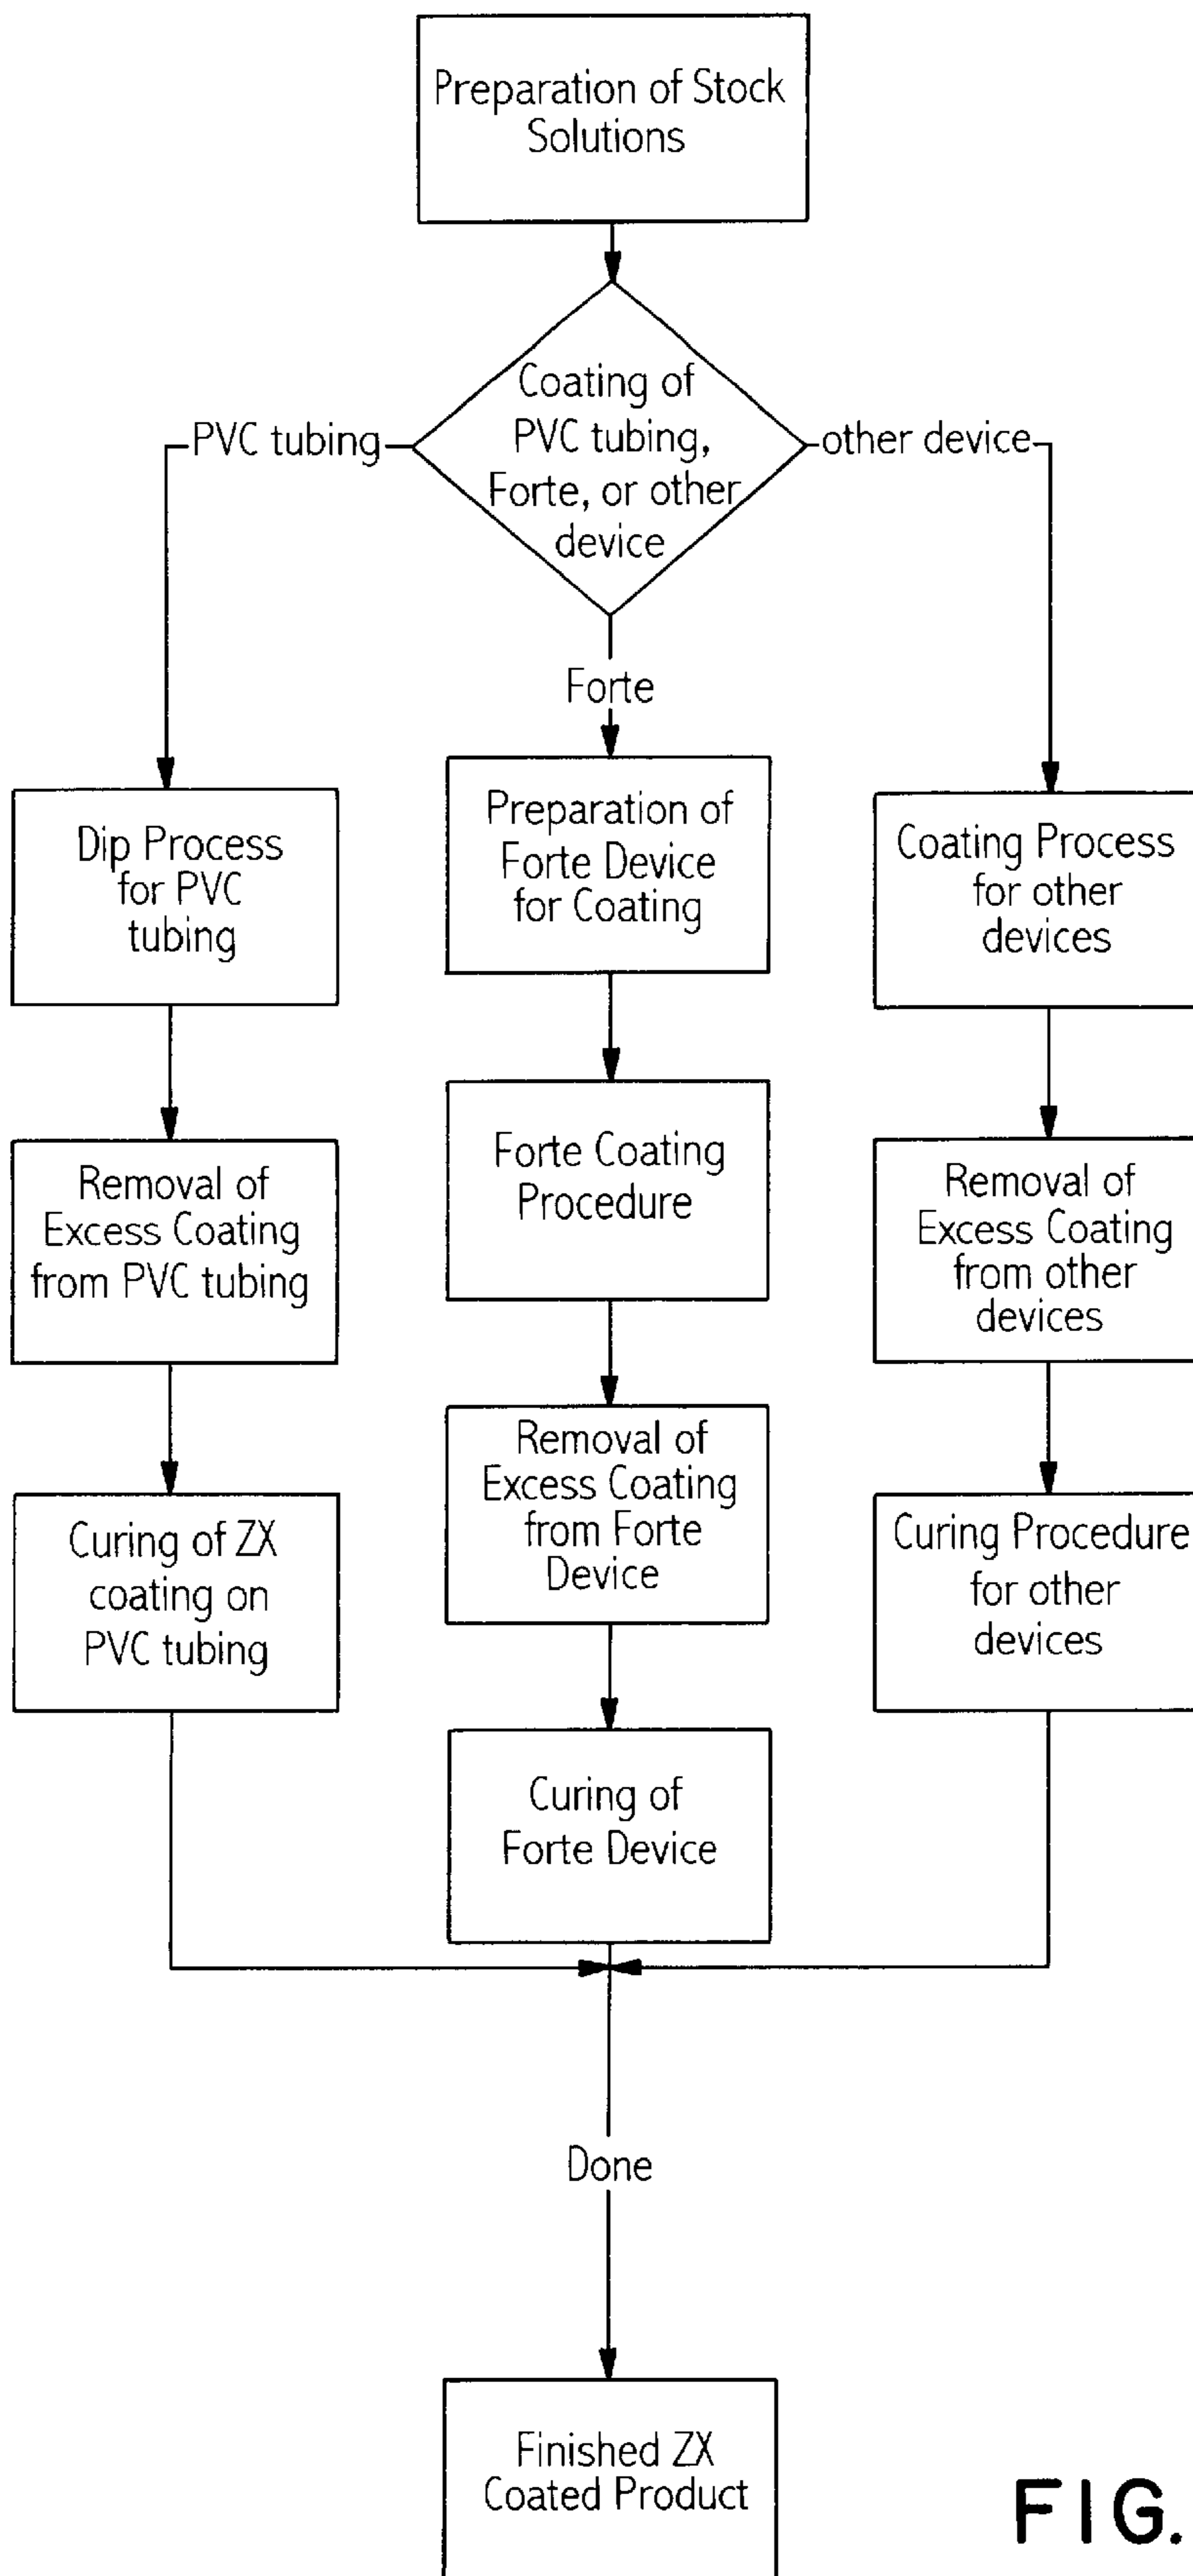 Preparation of Stock
Solutions
Coating of
PVC tubing,
Forte, or other
device
PVC tubing
other device
Forte
Dip Process
for PVC
tubing
Removal of
Excess Coating
from PVC tubing
Curing of ZX
coating on
PVC tubing
Preparation of
Forte Device
for Coating
Forte Coating
Procedure
Removal of
Excess Coating
from Forte
Device
Curing of
Forte Device
Coating Process
for other
devices
Removal of
Excess Coating
from other
devices
Curing Procedure
for other
devices
Done
Finished ZX
Coated Product
FIG.